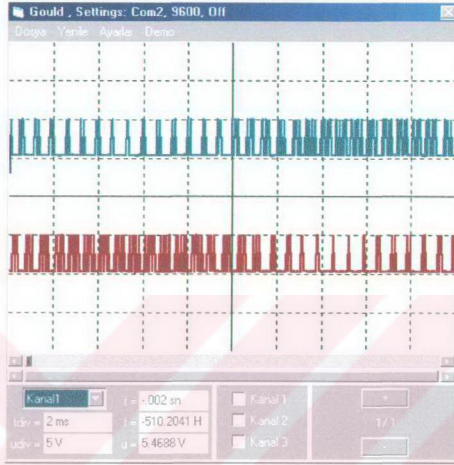 Gould , Settings: Com2, 9600, Off
Dosya Yenile Ayarlar Demo
Kanal1
t = -.002 sn
Kanal 1
+
tdiv = 2 ms
f = -510.2041 H
Kanal 2
1/1
udiv = 5 V
u = 5.4688 V
Kanal 3
-